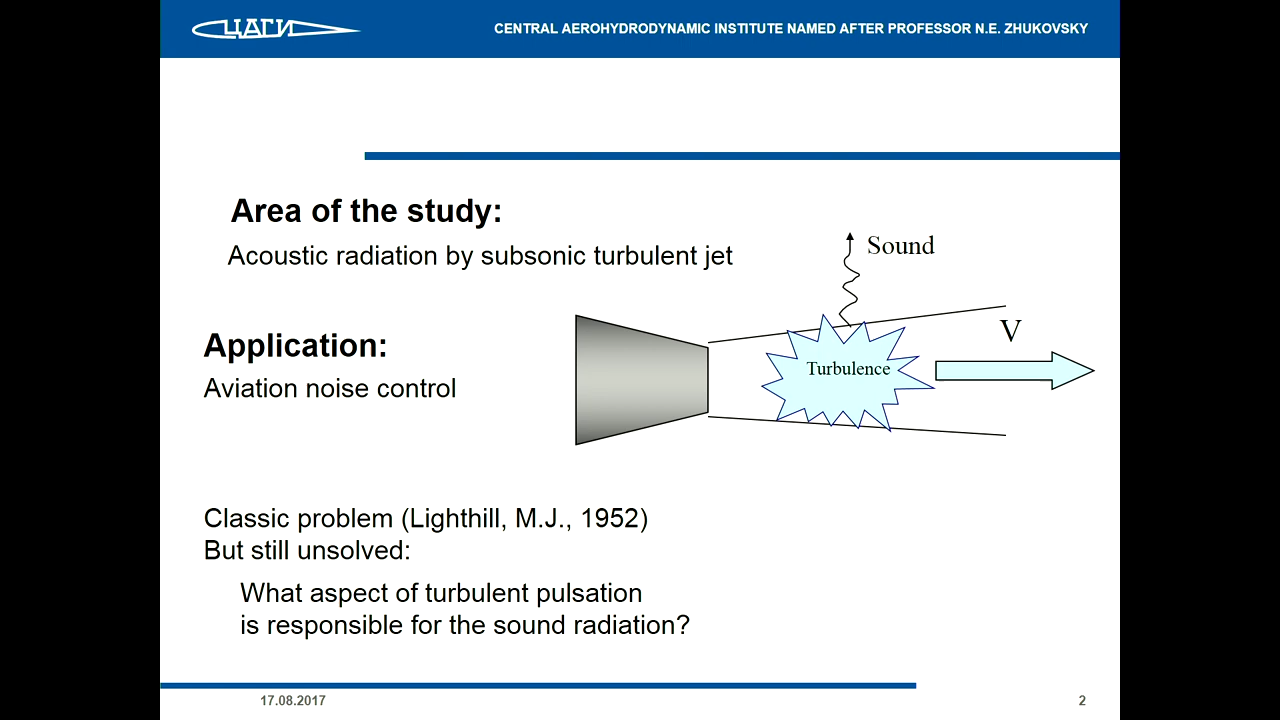 ЦАГИ
CENTRAL AEROHYDRODYNAMIC INSTITUTE NAMED AFTER PROFESSOR N.E. ZHUKOVSKY
Area of the study:
Acoustic radiation by subsonic turbulent jet
Sound
Application:
Aviation noise control
V
Turbulence
Classic problem (Lighthill, M.J., 1952)
But still unsolved:
What aspect of turbulent pulsation
is responsible for the sound radiation?
17.08.2017
2